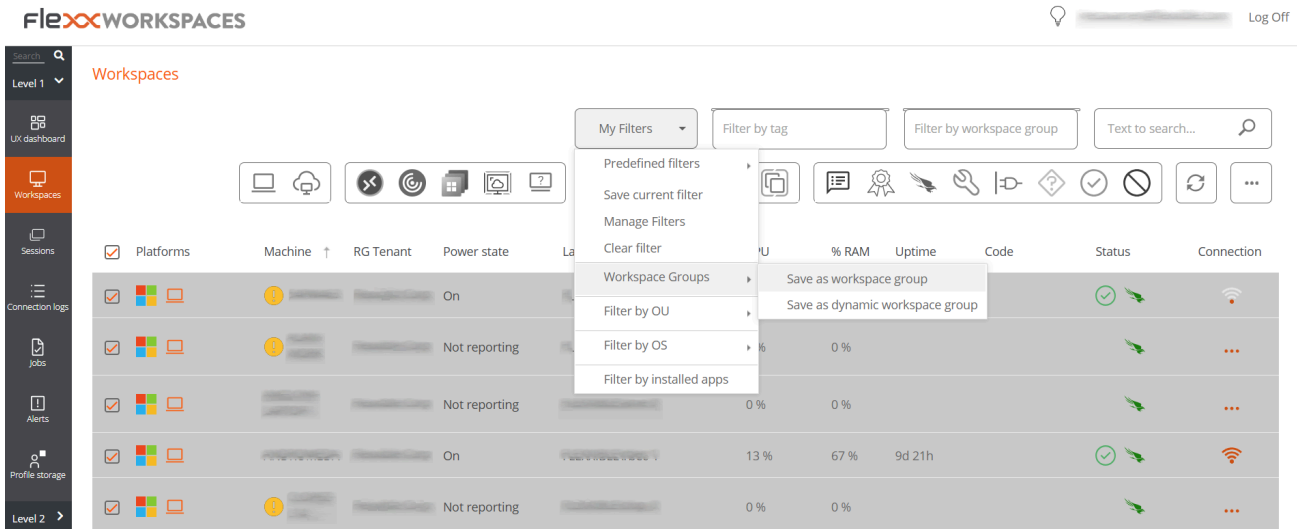 FlexxWORKSPACES
Log Off
Search
Level 1
UX dashboard
Workspaces
Sessions
Connection logs
Jobs
Alerts
Profile storage
Level 2
Workspaces
My Filters
Filter by tag
Filter by workspace group
Text to search...
Predefined filters
Save current filter
Manage Filters
Clear filter
Workspace Groups
Filter by OU
Filter by OS
Filter by installed apps
Save as workspace group
Save as dynamic workspace group
Platforms Machine RG Tenant Power state % RAM Uptime Code Status Connection
On
Not reporting 0 %
Not reporting 0 % 0 %
On 13 % 67 % 9d 21h
Not reporting 0 % 0 %